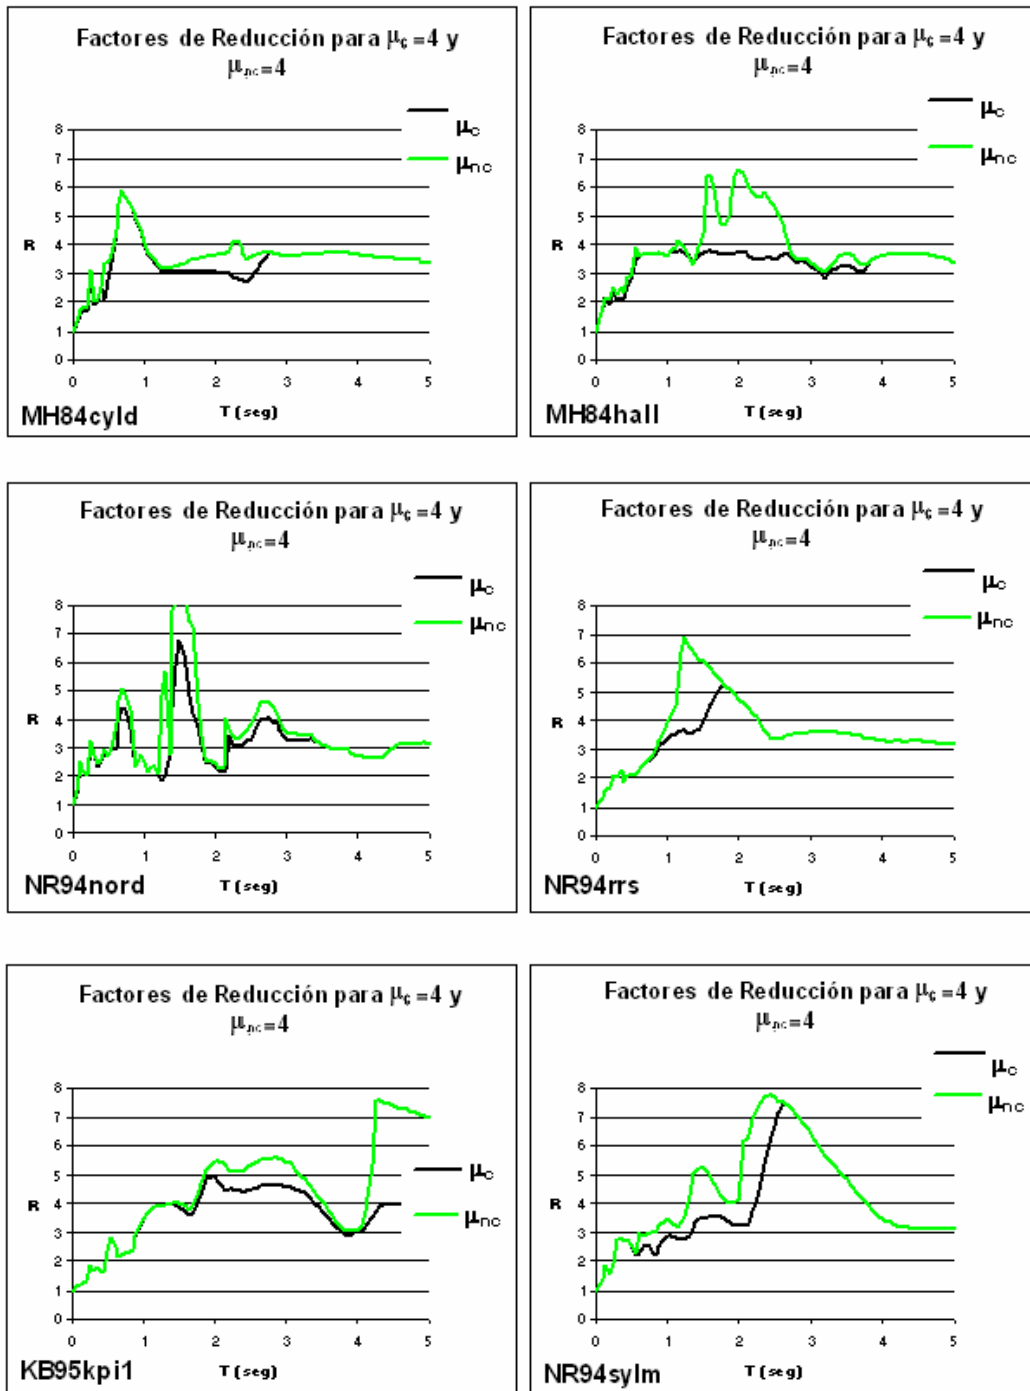 Factores de Reducción para μc =4 y
μnc=4
μc
μnc
8
7
6
5
R 4
3
2
1
0
0 1 2 3 4 5
MH84cyld T (seg)
Factores de Reducción para μc =4 y
μnc=4
μc
μnc
8
7
6
5
R 4
3
2
1
0
0 1 2 3 4 5
MH84hall T (seg)
Factores de Reducción para μc =4 y
μnc=4
μc
μnc
8
7
6
5
R 4
3
2
1
0
0 1 2 3 4 5
NR94nord T (seg)
Factores de Reducción para μc =4 y
μnc=4
μc
μnc
8
7
6
5
R 4
3
2
1
0
0 1 2 3 4 5
NR94rrs T (seg)
Factores de Reducción para μc =4 y
μnc=4
8
7
6
5
μc
R 4
μnc
3
2
1
0
0 1 2 3 4 5
KB95kpi1 T (seg)
Factores de Reducción para μc =4 y
μnc=4
μc
μnc
8
7
6
5
R 4
3
2
1
0
0 1 2 3 4 5
NR94sylm T (seg)